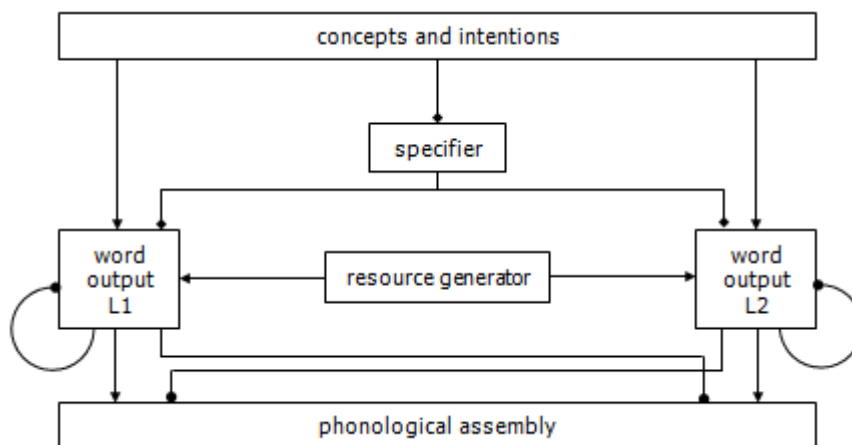 concepts and intentions
specifier
word
output
L1
resource generator
word
output
L2
phonological assembly